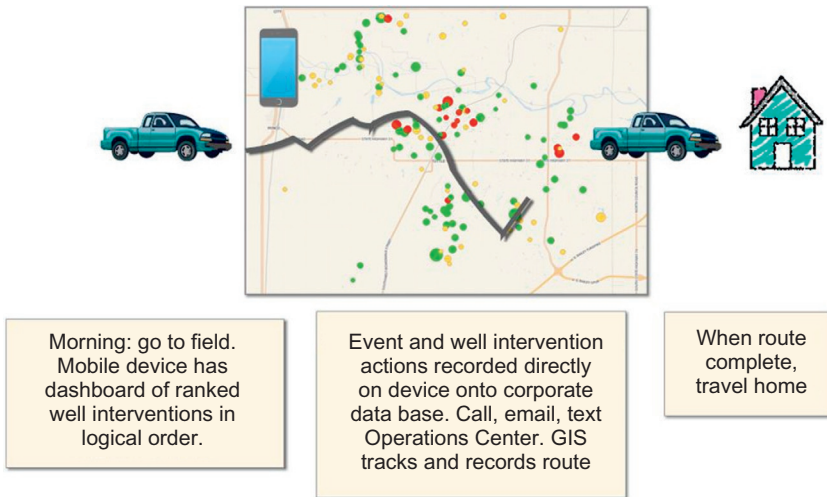 Morning: go to field.
Mobile device has
dashboard of ranked
well interventions in
logical order.
Event and well intervention
actions recorded directly
on device onto corporate
data base. Call, email, text
Operations Center. GIS
tracks and records route
When route
complete,
travel home